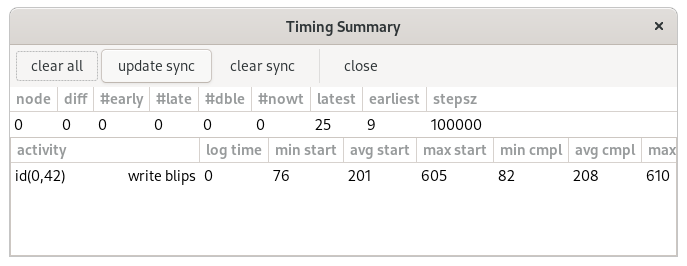 Timing Summary ×
clear all update sync clear sync close
node diff #early #late #dble #nowt latest earliest stepsz
0 0 0 0 0 0 25 9 100000
activity log time min start avg start max start min cmpl avg cmpl max
id(0,42) write blips 0 76 201 605 82 208 610